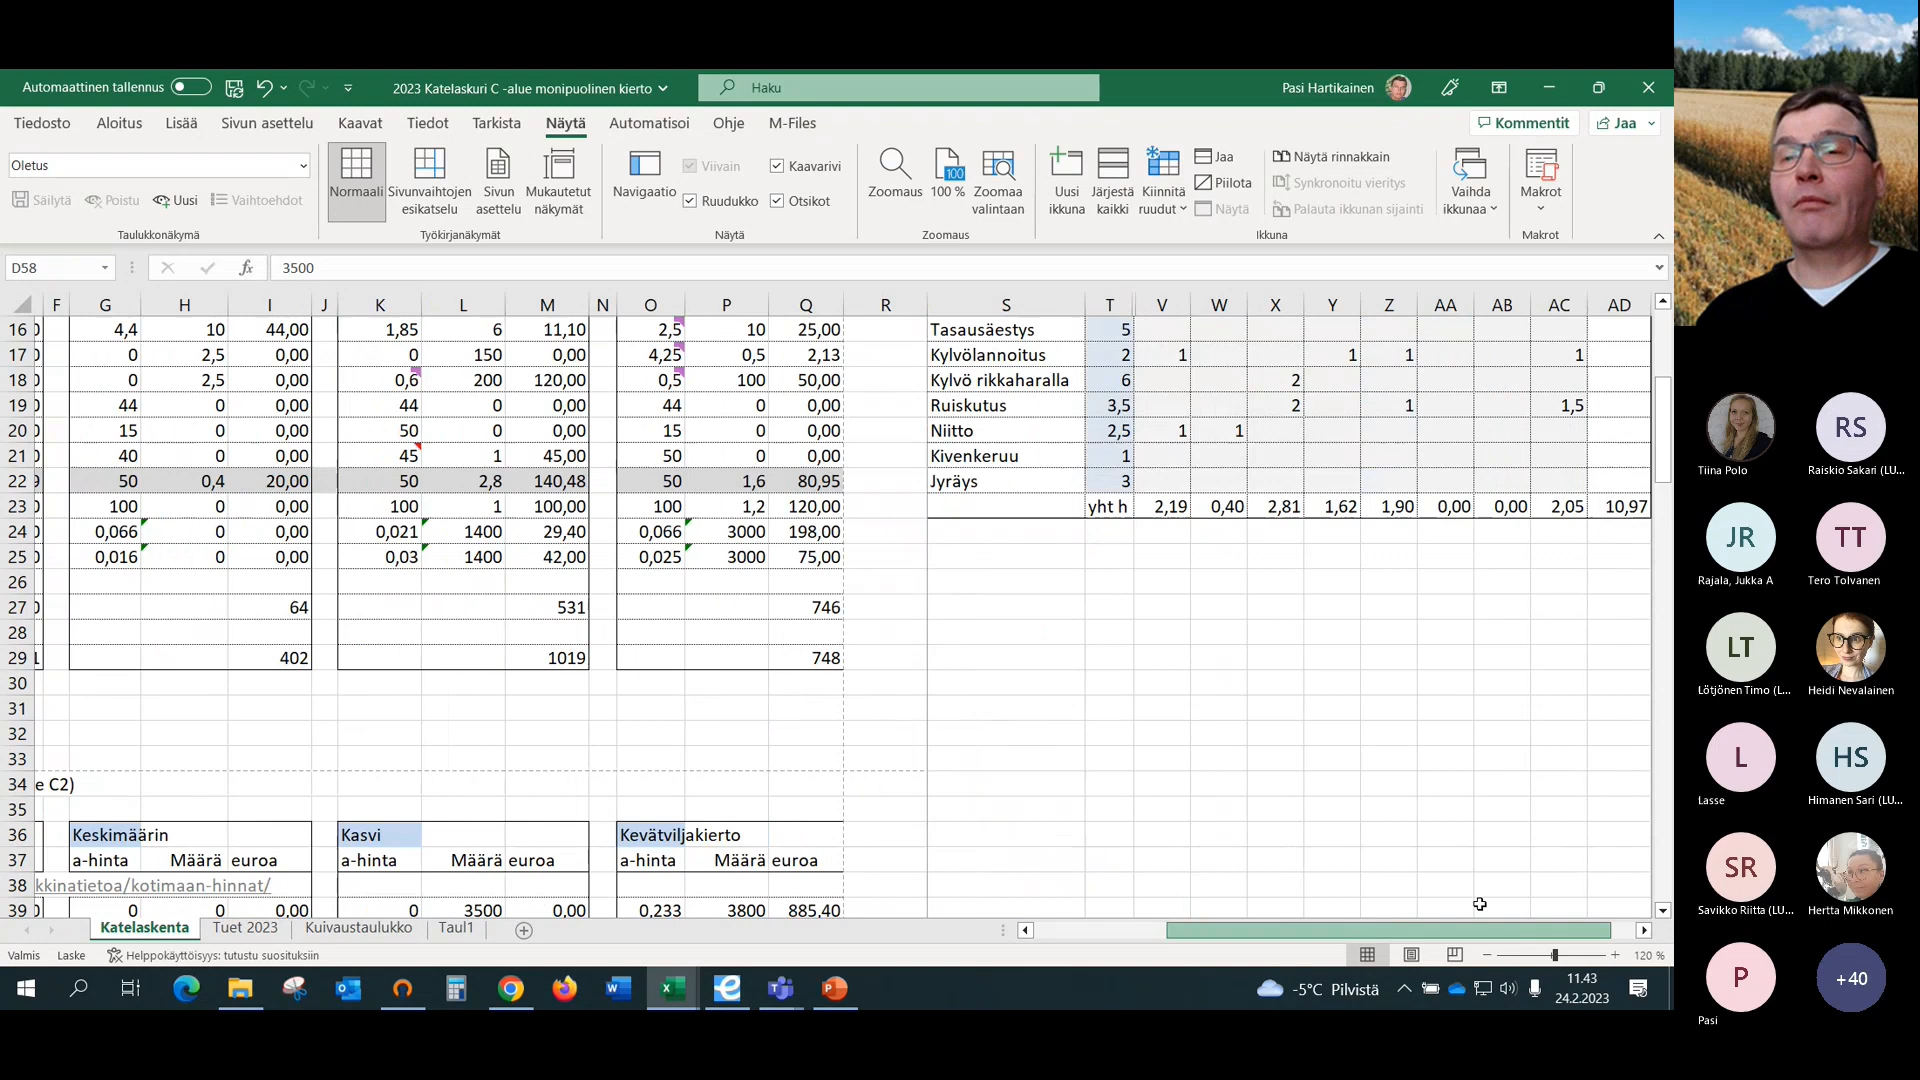 Automaattinen tallennus 2023 Katelaskuri C -alue monipuolinen kierto Haku Pasi Hartikainen
Tiedosto Aloitus Lisää Sivun asettelu Kaavat Tiedot Tarkista Näytä Automatisoi Ohje M-Files Kommentit Jaa
Oletus
Säilytä Poistu Uusi Vaihtoehdot
Taulukkonäkymä
Normaali Sivunvaihtojen esikatselu Sivun asettelu Mukautetut näkymät
Työkirjanäkymät
Navigaatio Viivain Kaavarivi
Ruudukko Otsikot
Näytä
Zoomaus 100 % Zoomaa valintaan
100
Zoomaus
Uusi ikkuna Järjestä kaikki Kiinnitä ruudut
Jaa
Piilota
Näytä
Näytä rinnakkain
Synkronoitu vieritys
Palauta ikkunan sijainti
Vaihda ikkunaa
Ikkuna
Makrot
Makrot
D58 fx 3500
F G H I J K L M N O P Q R S T V W X Y Z AA AB AC AD
16 0 4,4 10 44,00 1,85 6 11,10 2,5 10 25,00 Tasausäestys 5
17 0 0 2,5 0,00 0 150 0,00 4,25 0,5 2,13 Kylvölannoitus 2 1 1 1 1
18 0 0 2,5 0,00 0,6 200 120,00 0,5 100 50,00 Kylvö rikkaharalla 6 2
19 0 44 0 0,00 44 0 0,00 44 0 0,00 Ruiskutus 3,5 2 1 1,5
20 0 15 0 0,00 50 0 0,00 15 0 0,00 Niitto 2,5 1 1
21 0 40 0 0,00 45 1 45,00 50 0 0,00 Kivenkeruu 1
22 9 50 0,4 20,00 50 2,8 140,48 50 1,6 80,95 Jyräys 3
23 0 100 0 0,00 100 1 100,00 100 1,2 120,00 yht h 2,19 0,40 2,81 1,62 1,90 0,00 0,00 2,05 10,97
24 0 0,066 0 0,00 0,021 1400 29,40 0,066 3000 198,00
25 0 0,016 0 0,00 0,03 1400 42,00 0,025 3000 75,00
26
27 0 64 531 746
28
29 1 402 1019 748
30
31
32
33
34 e C2)
35
36 Keskimäärin Kasvi Kevätviljakierto
37 a-hinta Määrä euroa a-hinta Määrä euroa a-hinta Määrä euroa
38 kkinatietoa/kotimaan-hinnat/
39 0 0 0,00 0 3500 0,00 0,233 3800 885,40
Katelaskenta Tuet 2023 Kuivaustaulukko Taul1
Valmis Laske Helppokäyttöisyys: tutustu suosituksiin 120 %
-5°C Pilvistä 11.43
24.2.2023
Tiina Polo
RS
Raiskio Sakari (LU...
JR
Rajala, Jukka A
TT
Tero Tolvanen
LT
Lötjönen Timo (L...
Heidi Nevalainen
L
Lasse
HS
Himanen Sari (LU...
SR
Savikko Riitta (LU...
Hertta Mikkonen
P
Pasi
+40